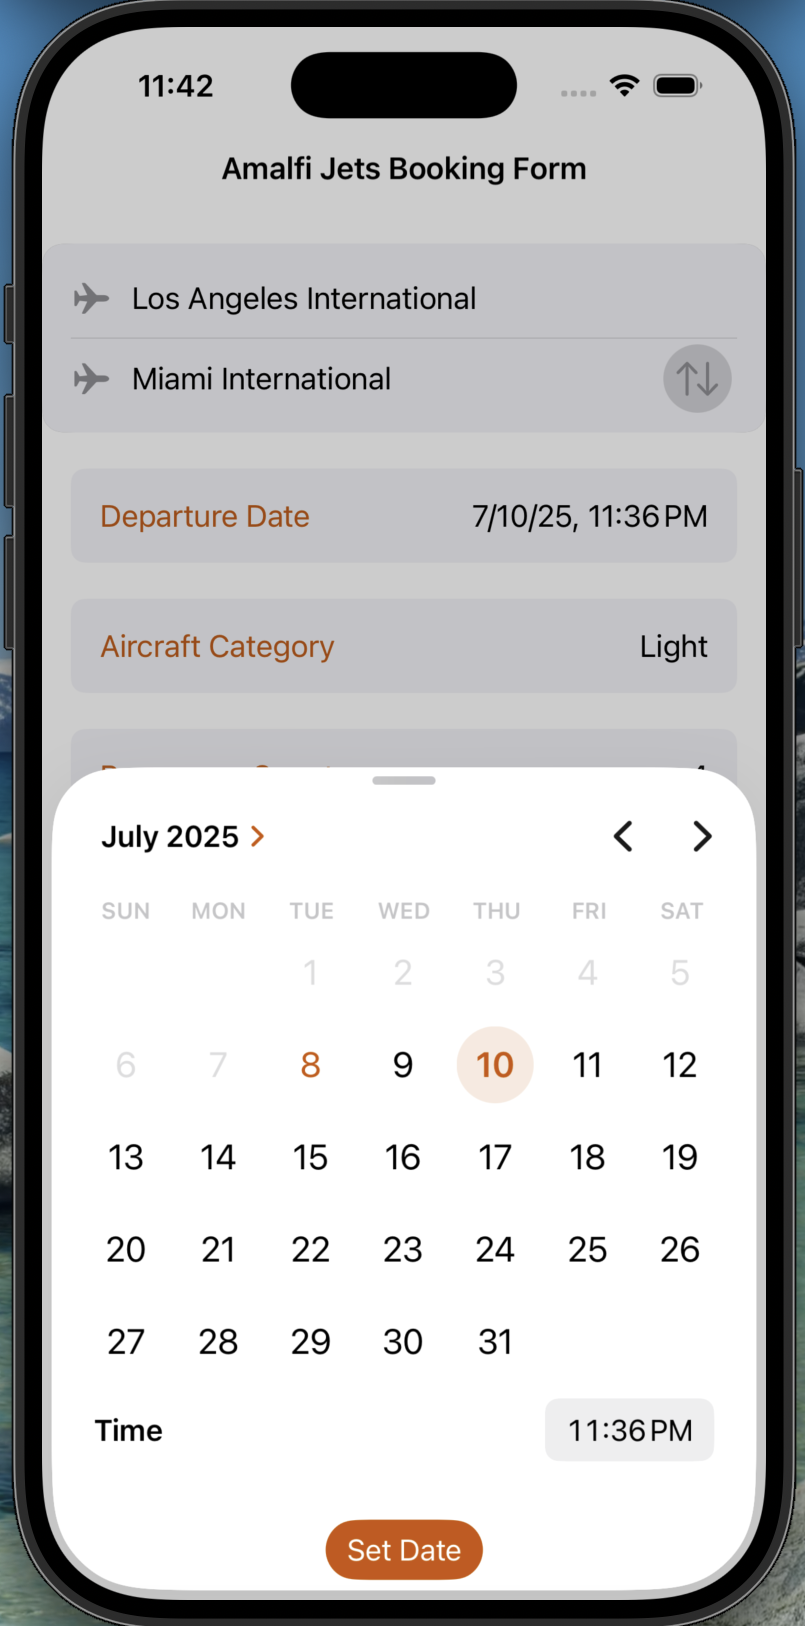 11:42
Amalfi Jets Booking Form
Los Angeles International
Miami International
Departure Date 7/10/25, 11:36 PM
Aircraft Category Light
July 2025
SUN MON TUE WED THU FRI SAT
1 2 3 4 5
6 7 8 9 10 11 12
13 14 15 16 17 18 19
20 21 22 23 24 25 26
27 28 29 30 31
Time 11:36 PM
Set Date